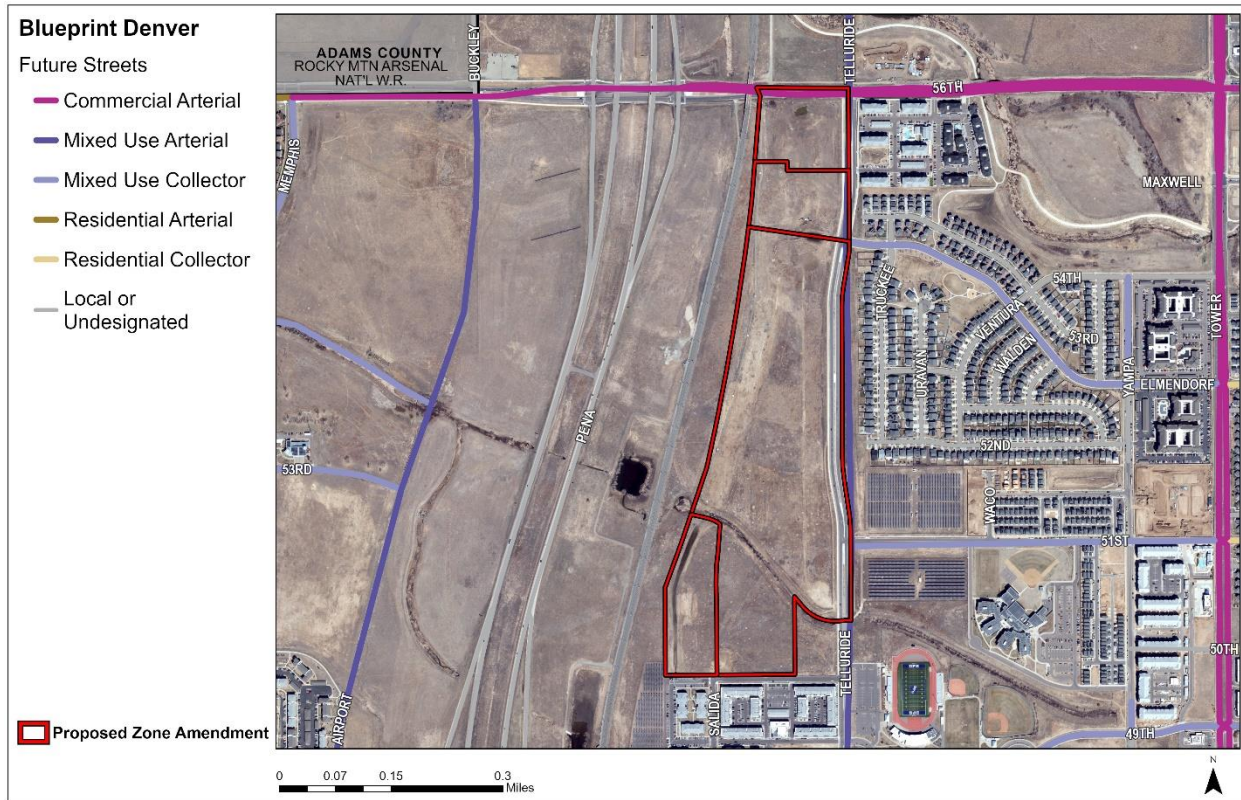 Blueprint Denver
Future Streets
Commercial Arterial
Mixed Use Arterial
Mixed Use Collector
Residential Arterial
Residential Collector
Local or
Undesignated
Proposed Zone Amendment
ADAMS COUNTY
ROCKY MTN ARSENAL
NAT'L W.R.
BUCKLEY
TELLURIDE
56TH
MEMPHIS
MAXWELL
54TH
TRUCKEE
VENTURA
TOWER
53RD
WALDEN
URAVAN
YAMPA
ELMENDORF
PENA
52ND
53RD
WACO
51ST
50TH
TELLURIDE
SALIDA
AIRPORT
49TH
0 0.07 0.15 0.3
Miles
N